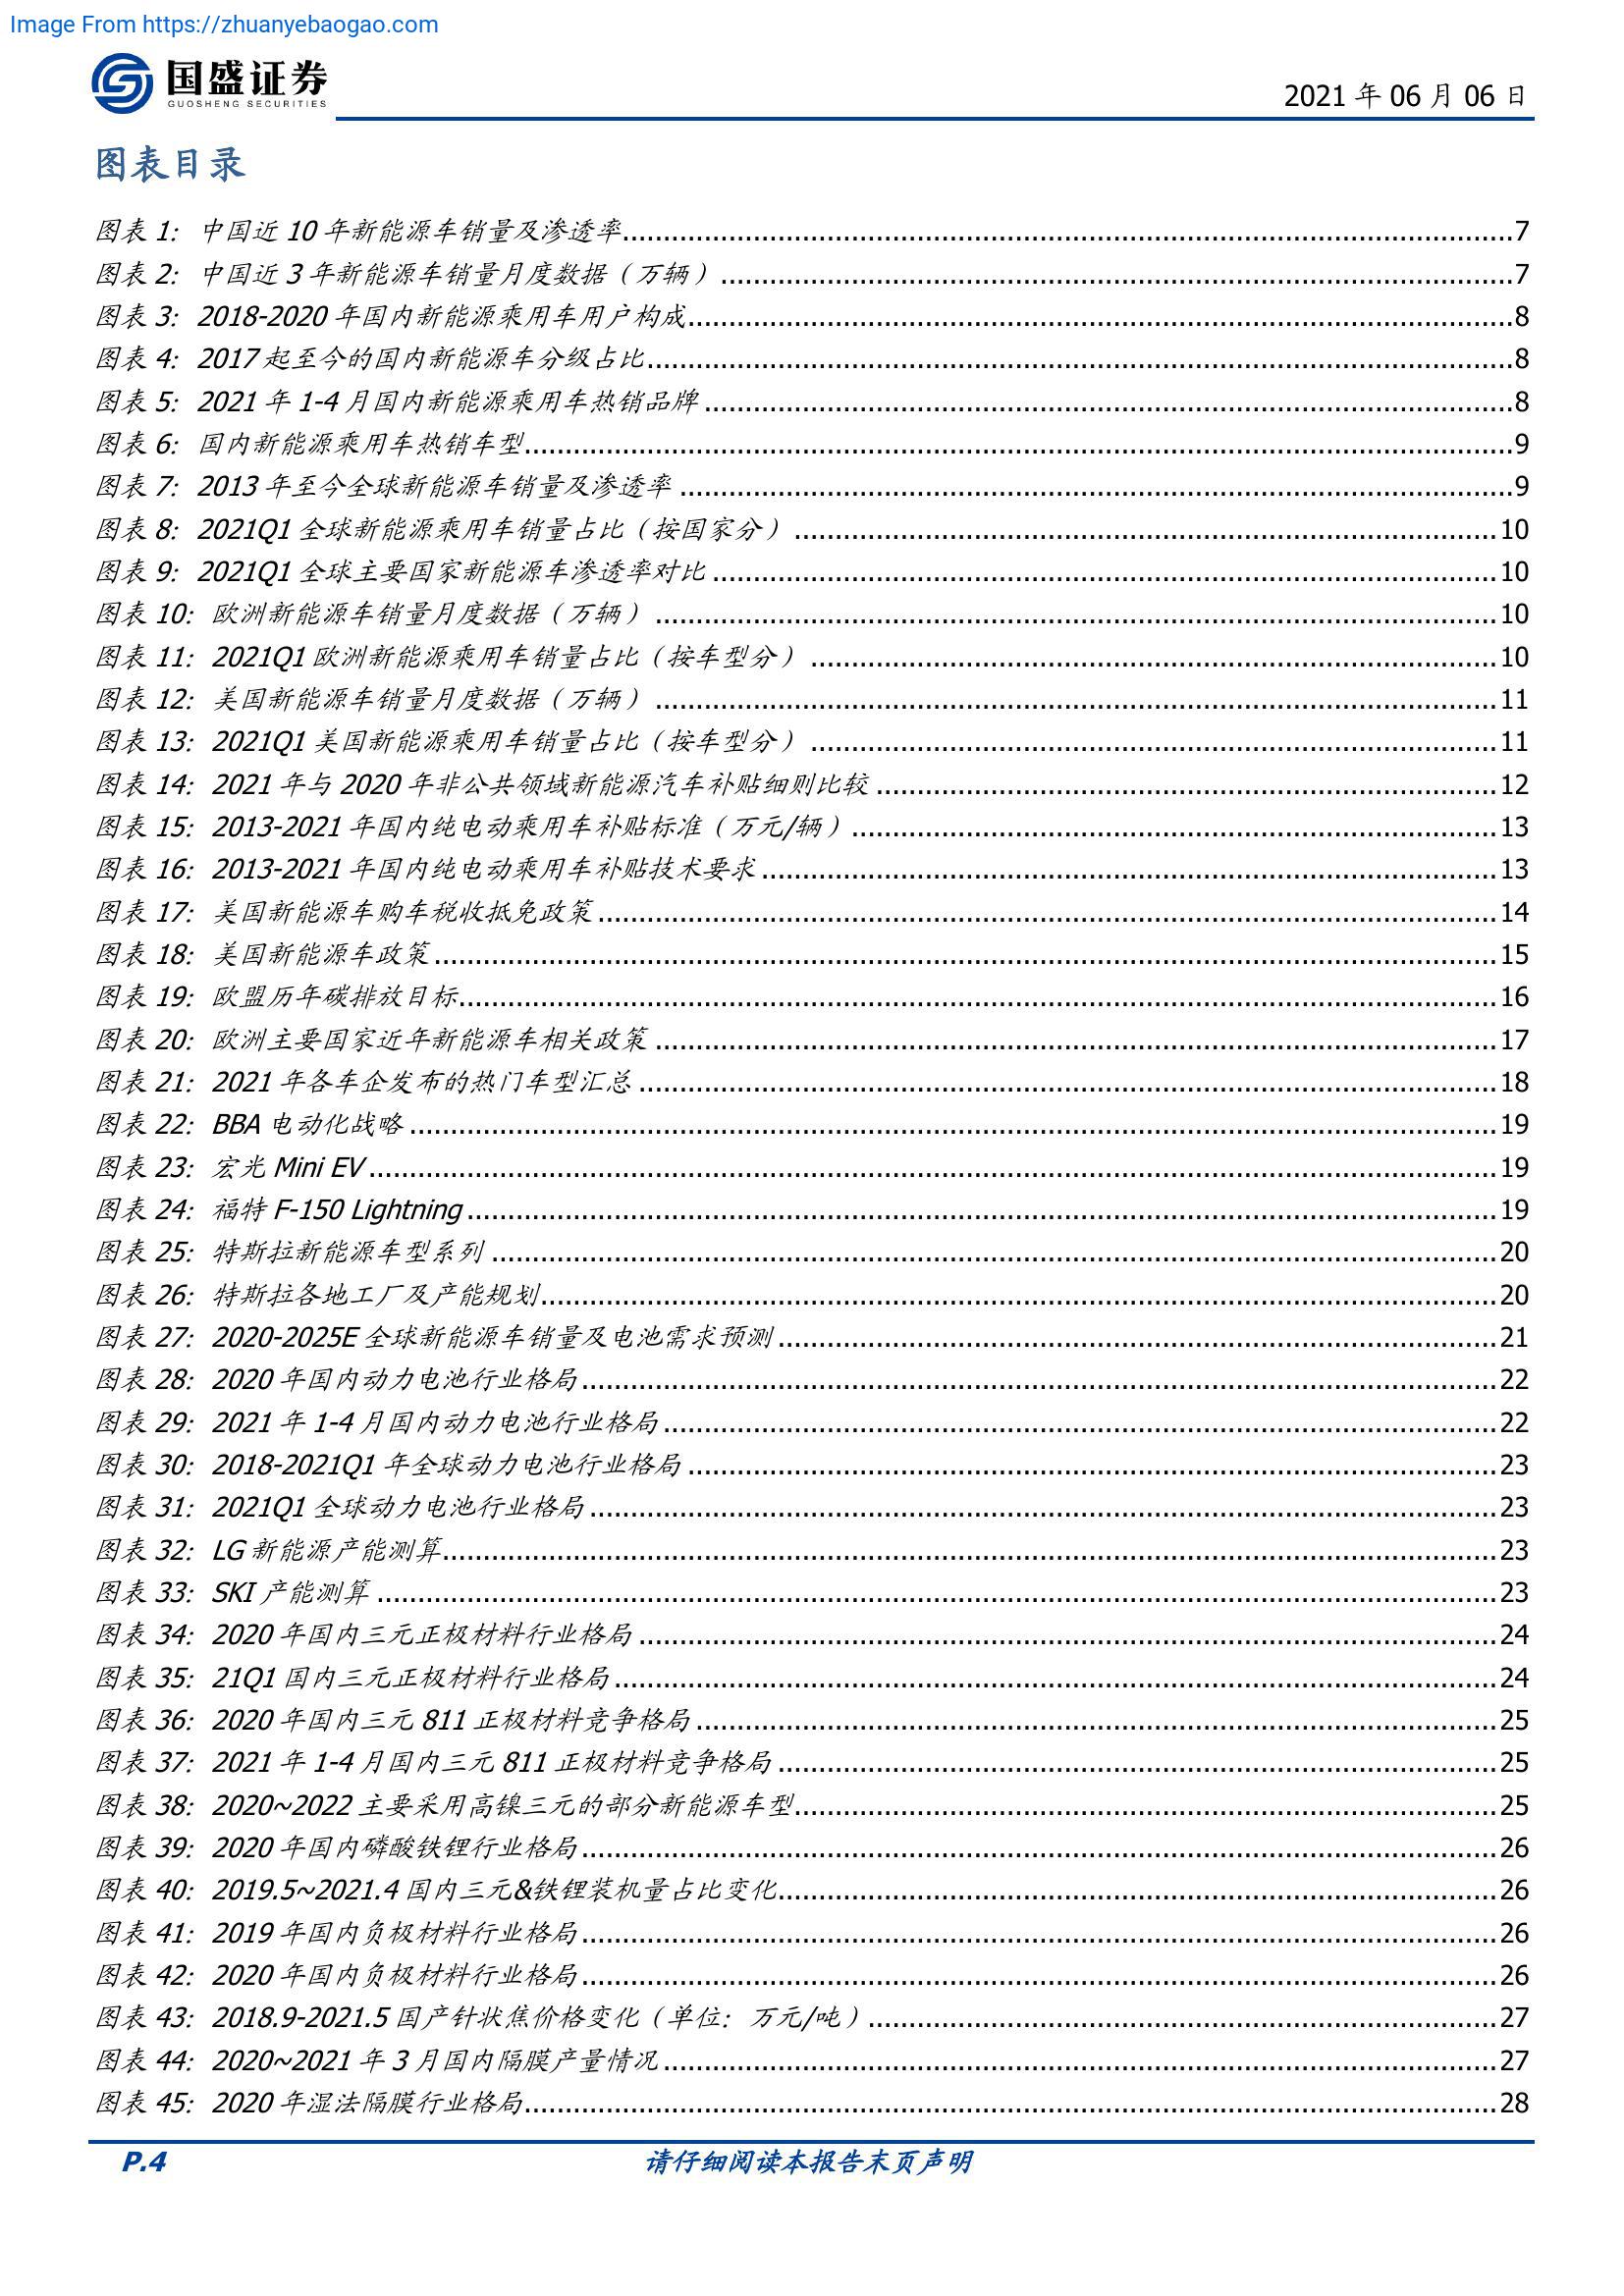 Image From https://zhuanyebaogao.com
国盛证券
GUOSHENG SECURITIES
2021 年 06 月 06 日
图表目录
图表 1: 中国近 10 年新能源车销量及渗透率 7
图表 2: 中国近 3 年新能源车销量月度数据（万辆） 7
图表 3: 2018-2020 年国内新能源乘用车用户构成 8
图表 4: 2017 起至今的国内新能源车分级占比 8
图表 5: 2021 年 1-4 月国内新能源乘用车热销品牌 8
图表 6: 国内新能源乘用车热销车型 9
图表 7: 2013 年至今全球新能源车销量及渗透率 9
图表 8: 2021Q1 全球新能源乘用车销量占比（按国家分） 10
图表 9: 2021Q1 全球主要国家新能源车渗透率对比 10
图表 10: 欧洲新能源车销量月度数据（万辆） 10
图表 11: 2021Q1 欧洲新能源乘用车销量占比（按车型分） 10
图表 12: 美国新能源车销量月度数据（万辆） 11
图表 13: 2021Q1 美国新能源乘用车销量占比（按车型分） 11
图表 14: 2021 年与 2020 年非公共领域新能源汽车补贴细则比较 12
图表 15: 2013-2021 年国内纯电动乘用车补贴标准（万元/辆） 13
图表 16: 2013-2021 年国内纯电动乘用车补贴技术要求 13
图表 17: 美国新能源车购车税收抵免政策 14
图表 18: 美国新能源车政策 15
图表 19: 欧盟历年碳排放目标 16
图表 20: 欧洲主要国家近年新能源车相关政策 17
图表 21: 2021 年各车企发布的热门车型汇总 18
图表 22: BBA 电动化战略 19
图表 23: 宏光 Mini EV 19
图表 24: 福特 F-150 Lightning 19
图表 25: 特斯拉新能源车型系列 20
图表 26: 特斯拉各地工厂及产能规划 20
图表 27: 2020-2025E 全球新能源车销量及电池需求预测 21
图表 28: 2020 年国内动力电池行业格局 22
图表 29: 2021 年 1-4 月国内动力电池行业格局 22
图表 30: 2018-2021Q1 年全球动力电池行业格局 23
图表 31: 2021Q1 全球动力电池行业格局 23
图表 32: LG 新能源产能测算 23
图表 33: SKI 产能测算 23
图表 34: 2020 年国内三元正极材料行业格局 24
图表 35: 21Q1 国内三元正极材料行业格局 24
图表 36: 2020 年国内三元 811 正极材料竞争格局 25
图表 37: 2021 年 1-4 月国内三元 811 正极材料竞争格局 25
图表 38: 2020~2022 主要采用高镍三元的部分新能源车型 25
图表 39: 2020 年国内磷酸铁锂行业格局 26
图表 40: 2019.5~2021.4 国内三元&铁锂装机量占比变化 26
图表 41: 2019 年国内负极材料行业格局 26
图表 42: 2020 年国内负极材料行业格局 26
图表 43: 2018.9-2021.5 国产针状焦价格变化（单位: 万元/吨） 27
图表 44: 2020~2021 年 3 月国内隔膜产量情况 27
图表 45: 2020 年湿法隔膜行业格局 28
P.4 请仔细阅读本报告末页声明